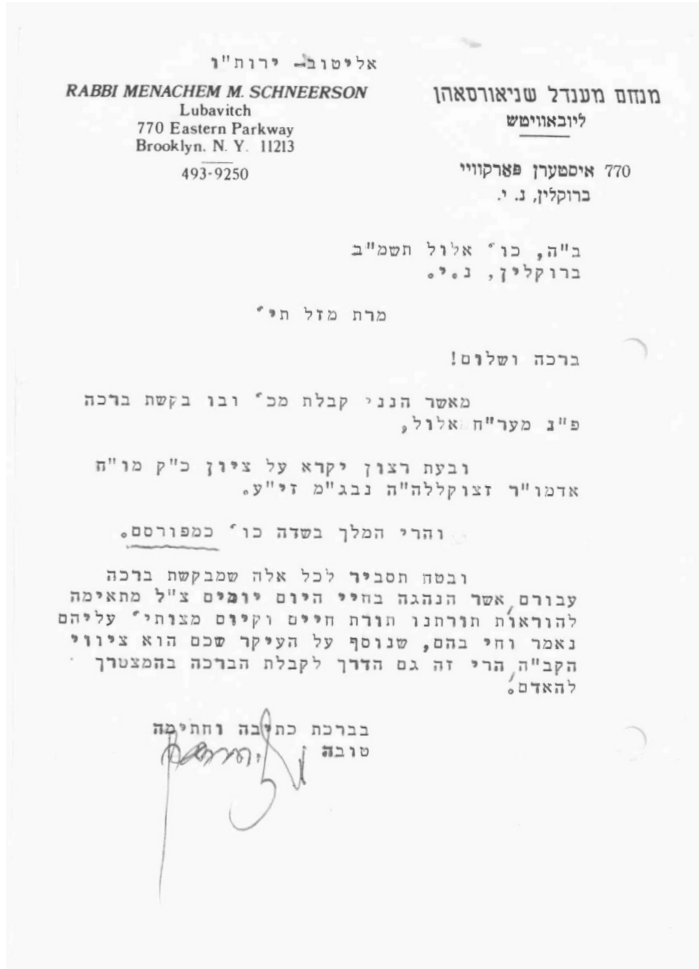 אליטוב- ירות"ו
RABBI MENACHEM M. SCHNEERSON
Lubavitch
770 Eastern Parkway
Brooklyn. N. Y. 11213
493-9250
מנחם מענדל שניאורסאהן
ליובאוויטש
770 איסטערן פארקוויי
ברוקלין, נ. י.
ב"ה, כו' אלול תשמ"ב
ברוקלין, נ.י.
מרת מזל תי'
ברכה ושלום!
מאשר הנני קבלת מכ' ובו בקשת ברכה
פ"נ מער"ח אלול,
ובעת רצון יקרא על ציון כ"ק מו"ח
אדמו"ר זצוקללה"ה נבג"מ זי"ע.
והרי המלך בשדה כו' כמפורסם.
ובטח תסביר לכל אלה שמבקשת ברכה
עבורם, אשר הנהגה בחיי היום יומים צ"ל מתאימה
להוראות תורתנו תורת חיים וקיום מצותי' עליהם
נאמר וחי בהם, שנוסף על העיקר שכם הוא ציווי
הקב"ה, הרי זה גם הדרך לקבלת הברכה בהמצטרך
להאדם.
בברכת כתיבה וחתימה
טובה